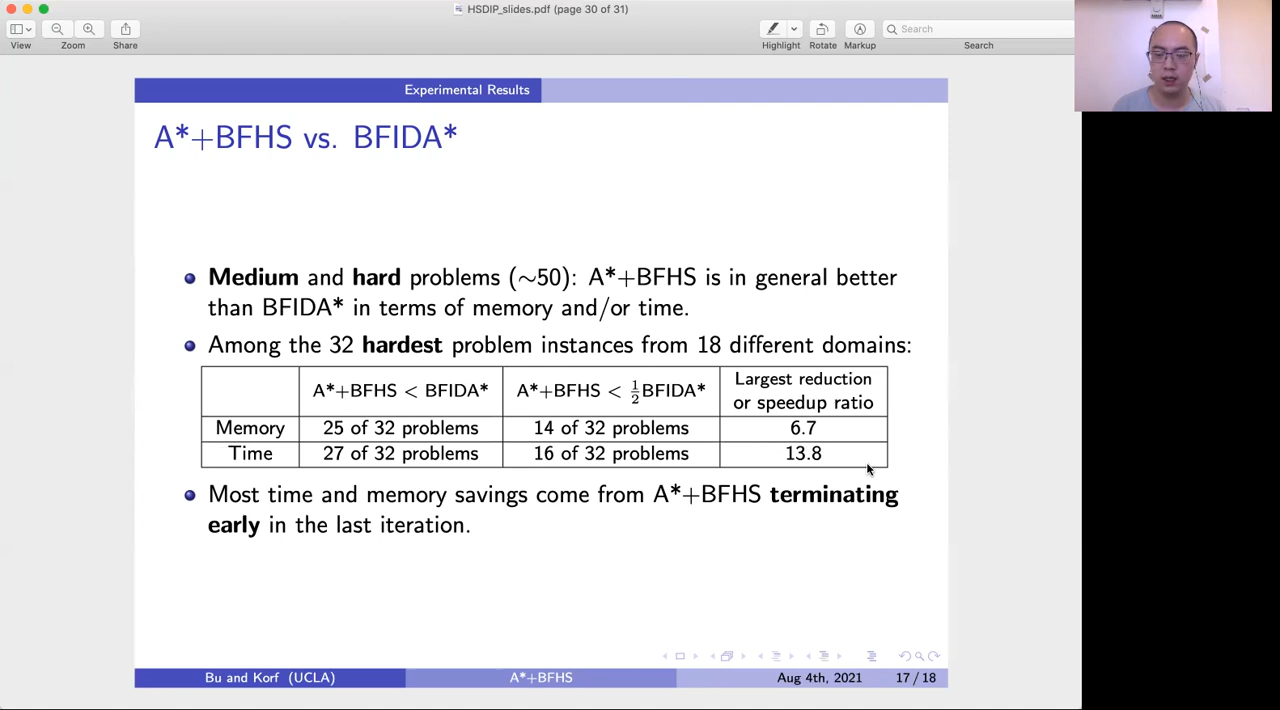 HSDIP_slides.pdf (page 30 of 31)
Search
View Zoom Share Highlight Rotate Markup Search
Experimental Results
A*+BFHS vs. BFIDA*
Medium and hard problems (∼50): A*+BFHS is in general better
than BFIDA* in terms of memory and/or time.
Among the 32 hardest problem instances from 18 different domains:
A*+BFHS < BFIDA* A*+BFHS < 1/2 BFIDA* Largest reduction
or speedup ratio
Memory 25 of 32 problems 14 of 32 problems 6.7
Time 27 of 32 problems 16 of 32 problems 13.8
Most time and memory savings come from A*+BFHS terminating
early in the last iteration.
Bu and Korf (UCLA) A*+BFHS Aug 4th, 2021 17 / 18